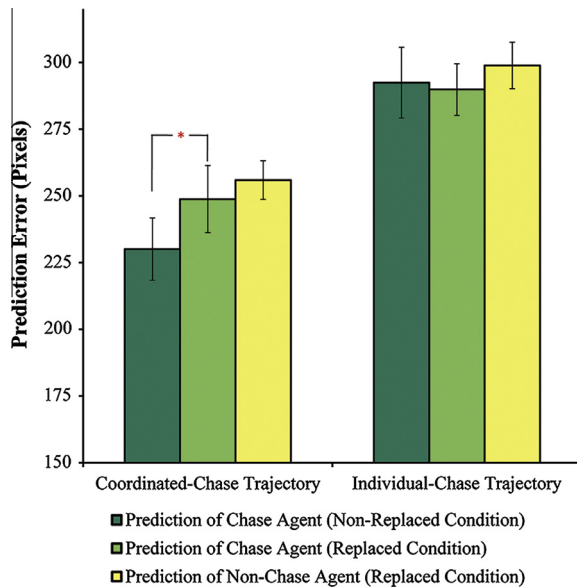 Prediction Error (Pixels)
300
275
250
225
200
175
150
*
Coordinated-Chase Trajectory
Individual-Chase Trajectory
Prediction of Chase Agent (Non-Replaced Condition)
Prediction of Chase Agent (Replaced Condition)
Prediction of Non-Chase Agent (Replaced Condition)